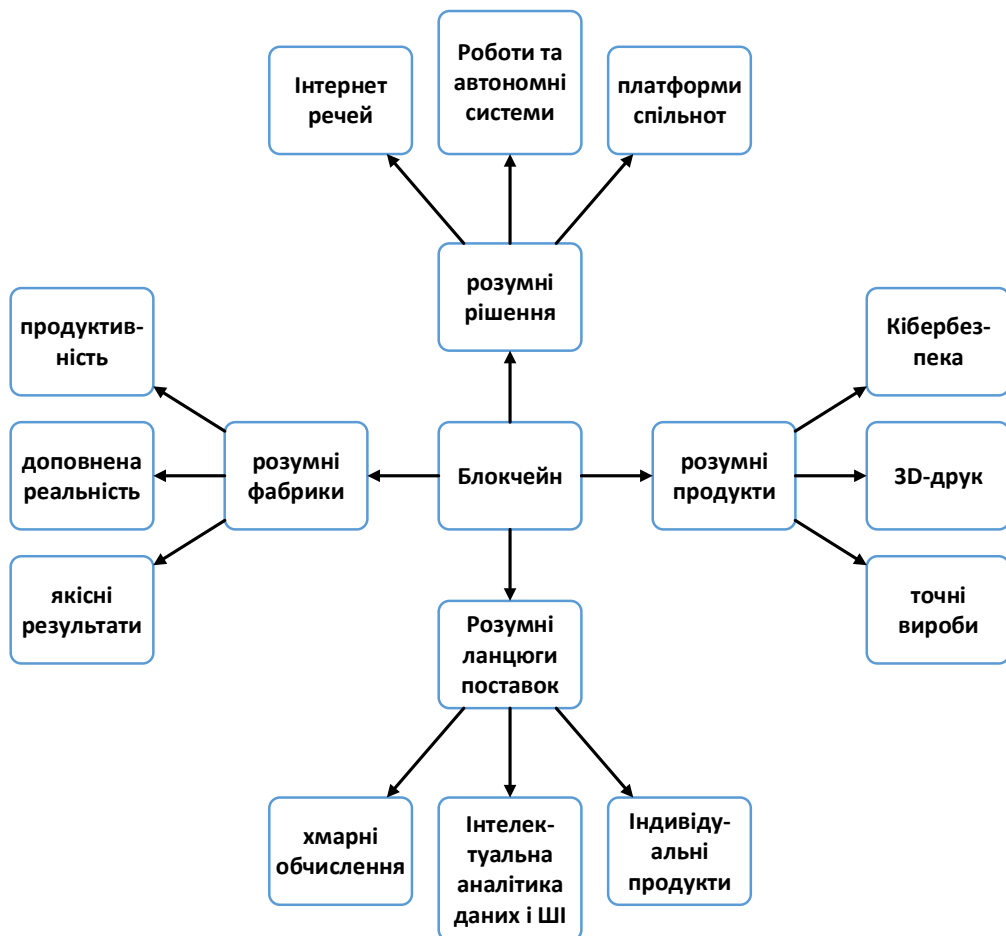 Інтернет
речей
Роботи та
автономні
системи
платформи
спільнот
розумні
рішення
продуктив-
ність
Кібербез-
пека
доповнена
реальність
розумні
фабрики
Блокчейн
розумні
продукти
3D-друк
якісні
результати
точні
вироби
Розумні
ланцюги
поставок
хмарні
обчислення
Інтелек-
туальна
аналітика
даних і ШІ
Індивіду-
альні
продукти